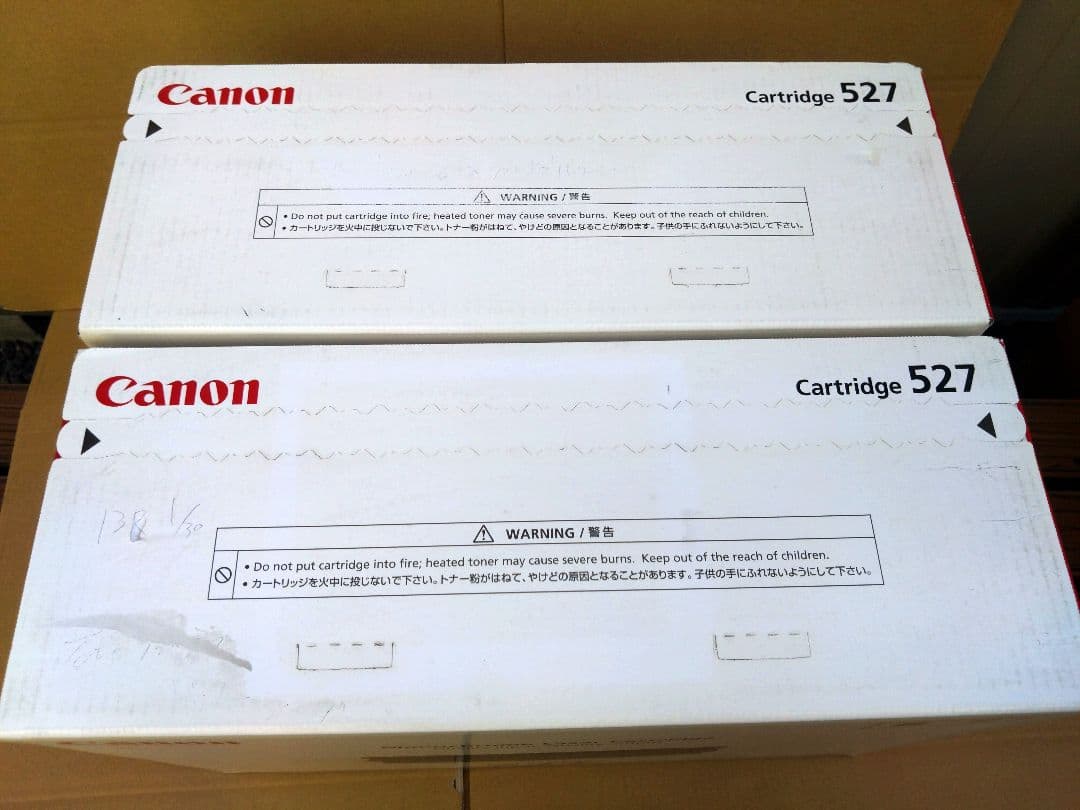 Canon
Cartridge 527
⚠ WARNING / 警告
• Do not put cartridge into fire; heated toner may cause severe burns. Keep out of the reach of children.
• カートリッジを火中に投じないで下さい。トナー粉がはねて、やけどの原因となることがあります。子供の手にふれないようにして下さい。
Canon
Cartridge 527
1/30
⚠ WARNING / 警告
• Do not put cartridge into fire; heated toner may cause severe burns. Keep out of the reach of children.
• カートリッジを火中に投じないで下さい。トナー粉がはねて、やけどの原因となることがあります。子供の手にふれないようにして下さい。
Canon